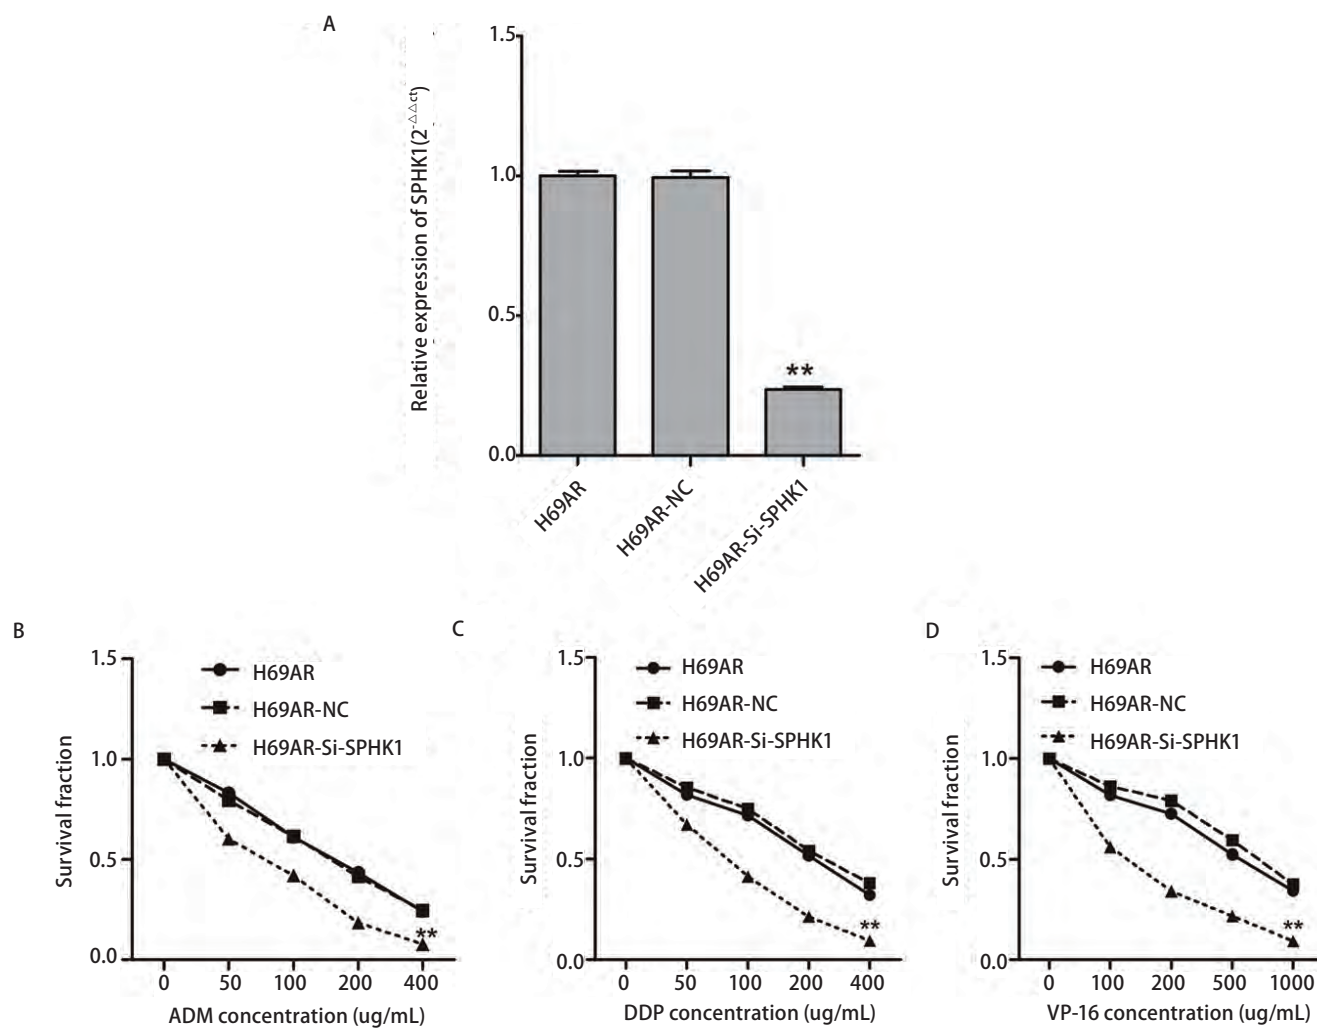 A
Relative expression of SPHK1(2-△△ct)
1.5
1.0
0.5
0.0
**
H69AR
H69AR-NC
H69AR-Si-SPHK1
B
Survival fraction
1.5
1.0
0.5
0.0
H69AR
H69AR-NC
H69AR-Si-SPHK1
**
0 50 100 200 400
ADM concentration (ug/mL)
C
Survival fraction
1.5
1.0
0.5
0.0
H69AR
H69AR-NC
H69AR-Si-SPHK1
**
0 50 100 200 400
DDP concentration (ug/mL)
D
Survival fraction
1.5
1.0
0.5
0.0
H69AR
H69AR-NC
H69AR-Si-SPHK1
**
0 100 200 500 1000
VP-16 concentration (ug/mL)